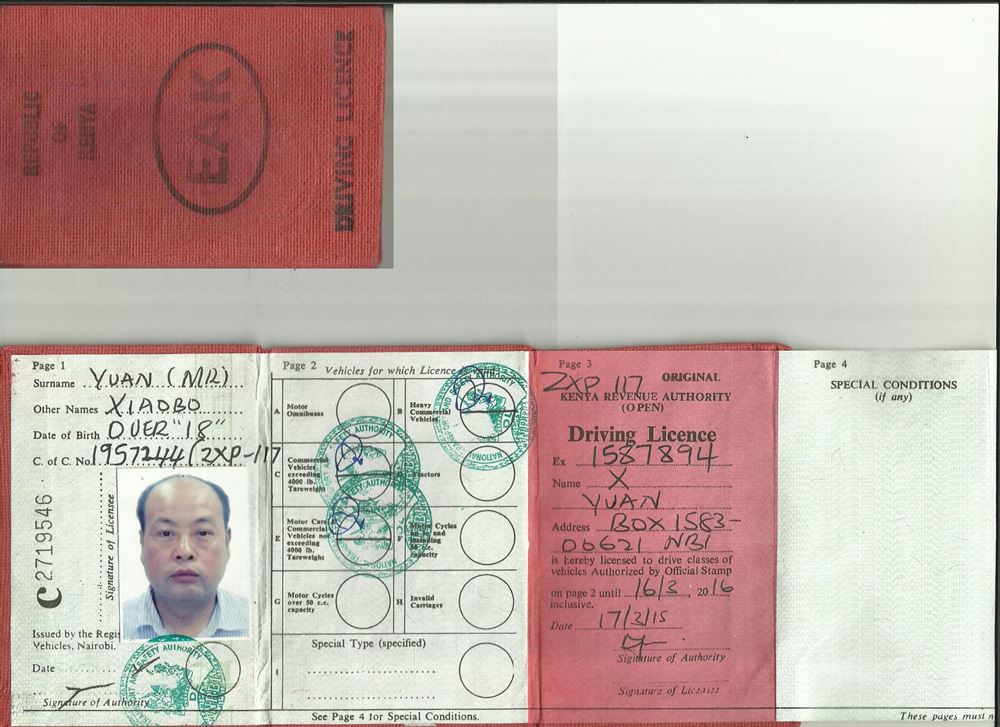 REPUBLIC
OF
KENYA
EAK
DRIVING LICENCE
Page 1
Surname YUAN (MR)
Other Names XIAOBO
Date of Birth OVER "18"
C. of C. No. 1957244 (ZXP-117
C2719546
Signature of Licensee
Issued by the Regis
Vehicles, Nairobi.
Date
Signature of Authority
Page 2
Vehicles for which Licence
A Motor Omnibuses
B Heavy Commercial Vehicles
C Commercial Vehicles exceeding 4000 lb. Tareweight
D Tractors
E Motor Cars Commercial Vehicles not exceeding 4000 lb. Tareweight
F Motor Cycles
G Motor Cycles over 50 c.c. capacity
H Invalid Carriages
Special Type (specified)
I
See Page 4 for Special Conditions.
Page 3
ZXP 117 ORIGINAL
KENYA REVENUE AUTHORITY
(OPEN)
Driving Licence
Ex 1587894
Name X
YUAN
Address BOX 1583-
00621 NBI
is hereby licensed to drive classes of
vehicles Authorized by Official Stamp
on page 2 until 16/3, 2016
inclusive.
Date 17/3/15
Signature of Authority
Signature of Licensee
Page 4
SPECIAL CONDITIONS
(if any)
These pages must n